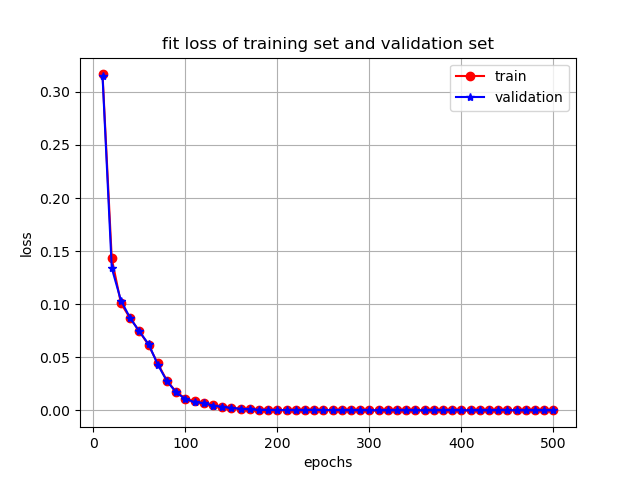 fit loss of training set and validation set
train
validation
0.30
0.25
0.20
0.15
0.10
0.05
0.00
loss
0 100 200 300 400 500
epochs